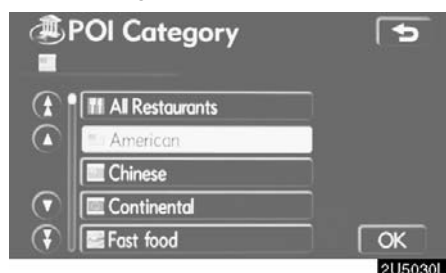 POI Category
All Restaurants
American
Chinese
Continental
Fast food
OK
2U5030L